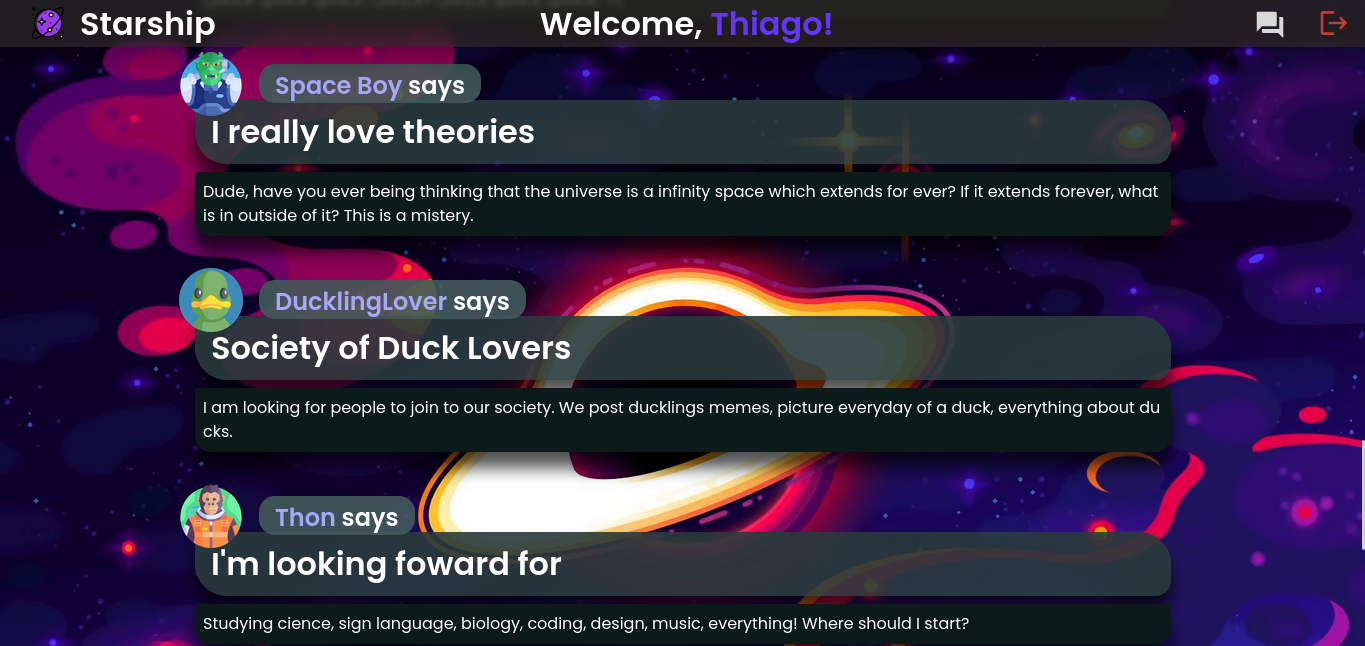 Starship
Welcome, Thiago!
Space Boy says
I really love theories
Dude, have you ever being thinking that the universe is a infinity space which extends for ever? If it extends forever, what
is in outside of it? This is a mistery.
DucklingLover says
Society of Duck Lovers
I am looking for people to join to our society. We post ducklings memes, picture everyday of a duck, everything about du
cks.
Thon says
I'm looking foward for
Studying cience, sign language, biology, coding, design, music, everything! Where should I start?